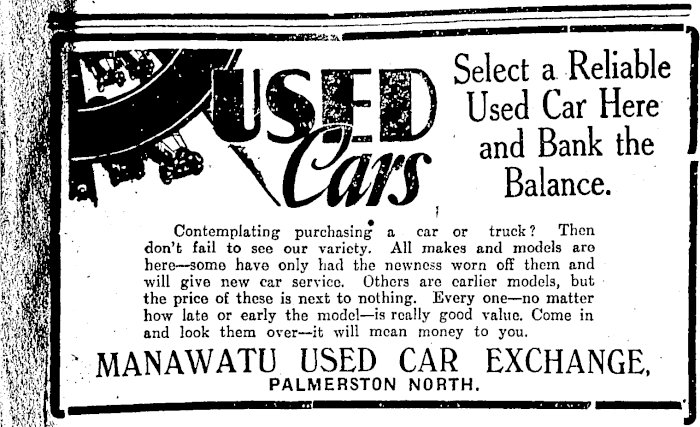 USED
Cars
Select a Reliable
Used Car Here
and Bank the
Balance.
Contemplating purchasing a car or truck? Then
don't fail to see our variety. All makes and models are
here—some have only had the newness worn off them and
will give new car service. Others are earlier models, but
the price of these is next to nothing. Every one—no matter
how late or early the model—is really good value. Come in
and look them over—it will mean money to you.
MANAWATU USED CAR EXCHANGE,
PALMERSTON NORTH.